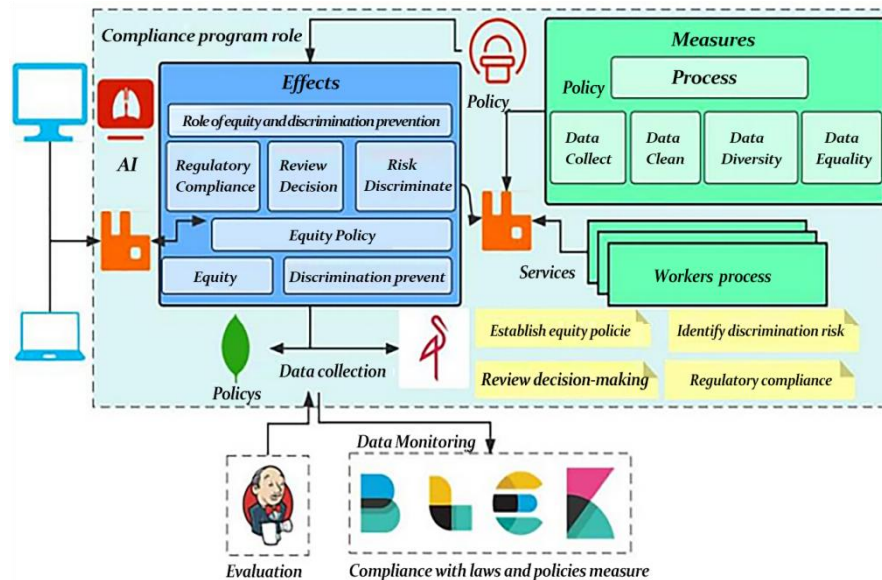 Compliance program role
Measures
Process
Policy
Data
Collect
Data
Clean
Data
Diversity
Data
Equality
Policy
Effects
Role of equity and discrimination prevention
Regulatory
Compliance
Review
Decision
Risk
Discriminate
Equity Policy
Equity
Discrimination prevent
AI
Services
Workers process
Establish equity policie
Identify discrimination risk
Review decision-making
Regulatory compliance
Data collection
Policys
Data Monitoring
BLEK
Evaluation
Compliance with laws and policies measure